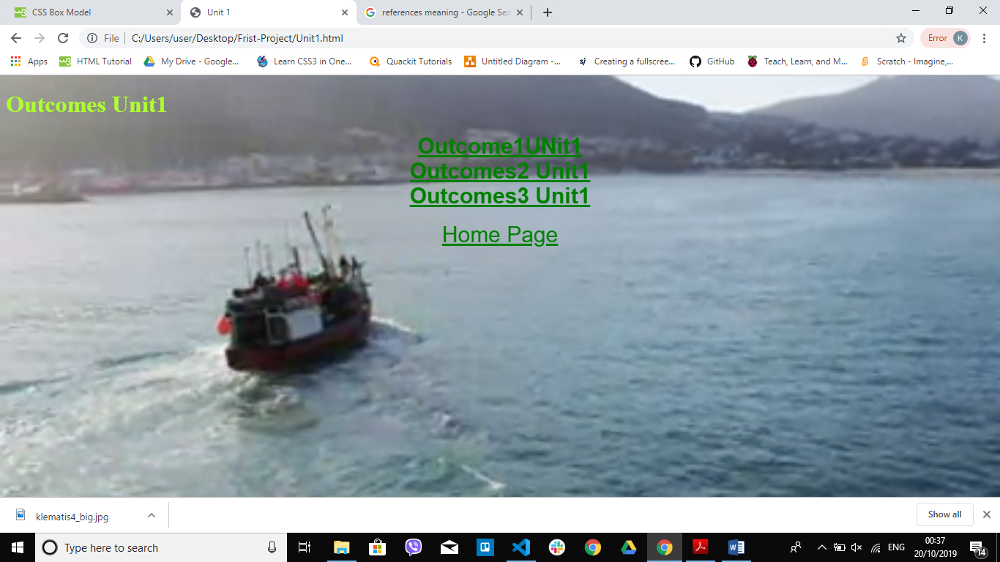 CSS Box Model
Unit 1
references meaning - Google Sea
File
C:/Users/user/Desktop/Frist-Project/Unit1.html
Error K
Apps
HTML Tutorial
My Drive - Google...
Learn CSS3 in One...
Quackit Tutorials
Untitled Diagram -...
Creating a fullscree...
GitHub
Teach, Learn, and M...
Scratch - Imagine,...
Outcomes Unit1
Outcome1UNit1
Outcomes2 Unit1
Outcomes3 Unit1
Home Page
klematis4_big.jpg
Show all
Type here to search
ENG
00:37
20/10/2019
14